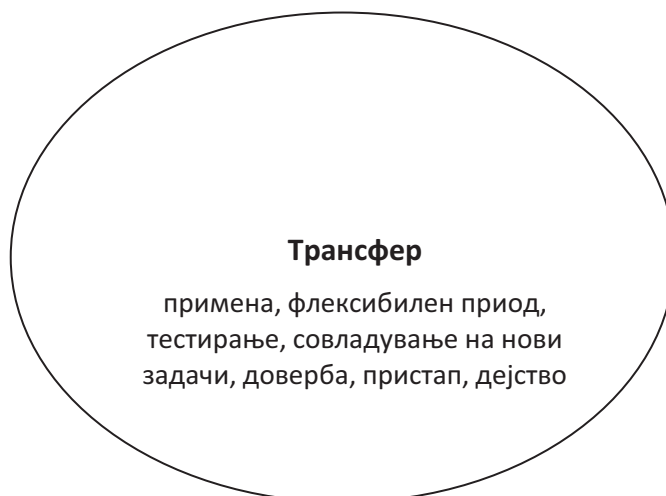 Трансфер
примена, флексибилен приод,
тестирање, совладување на нови
задачи, доверба, пристап, дејство